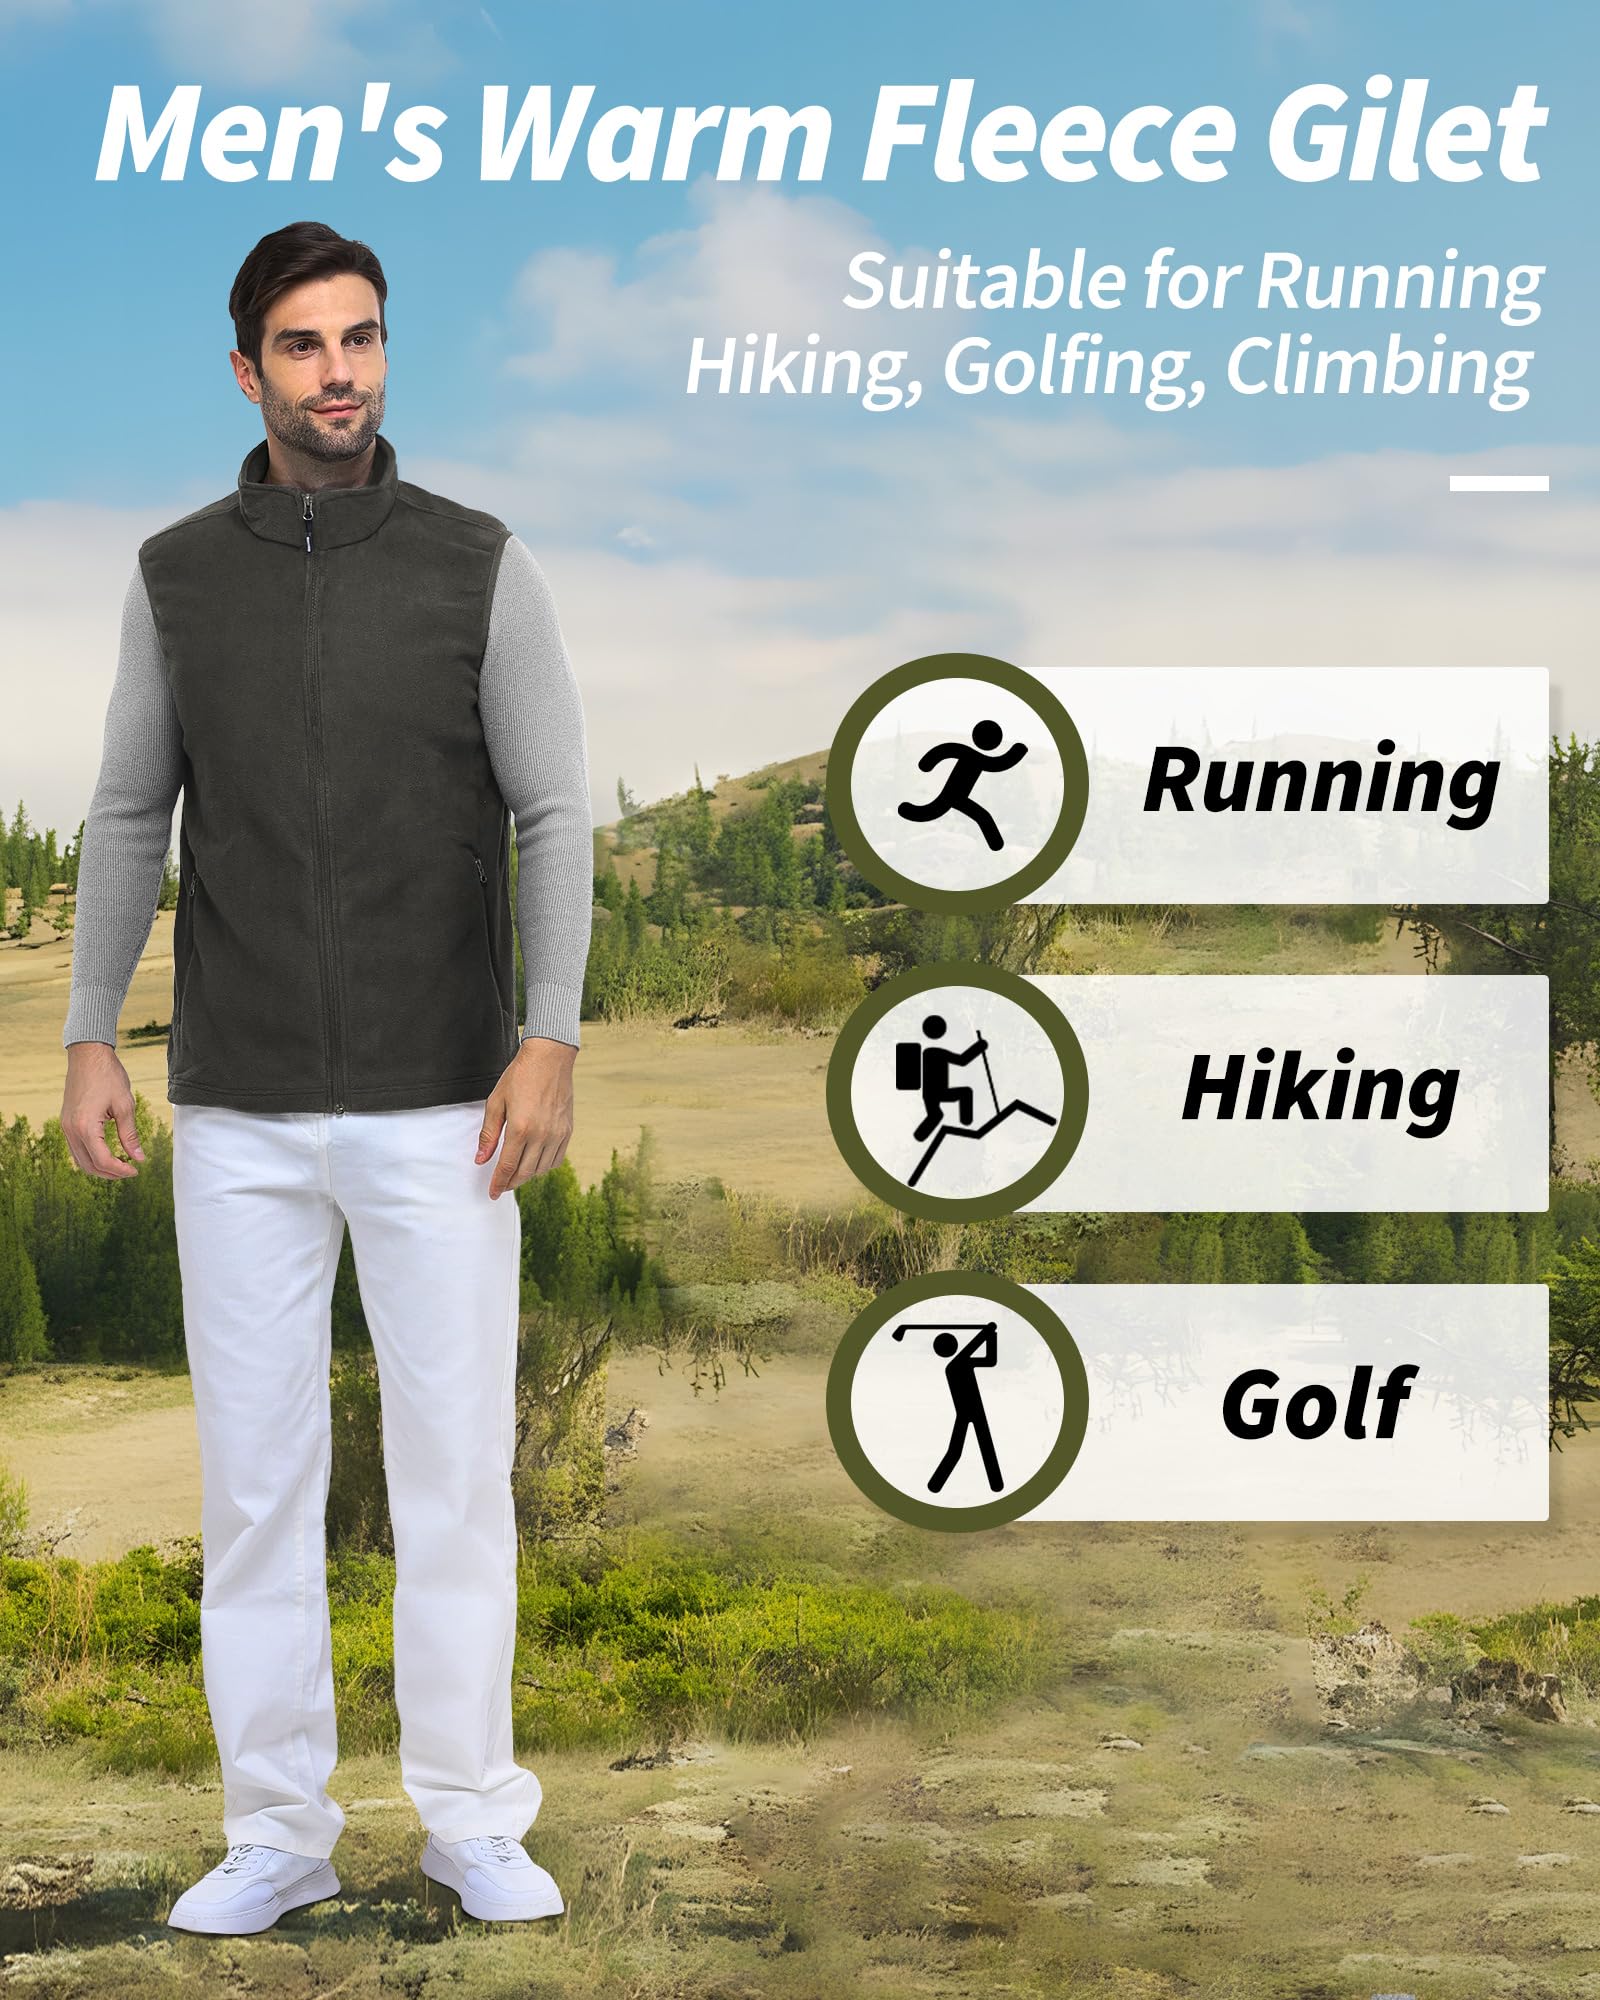 Men's Warm Fleece Gilet
Suitable for Running
Hiking, Golfing, Climbing
Running
Hiking
Golf